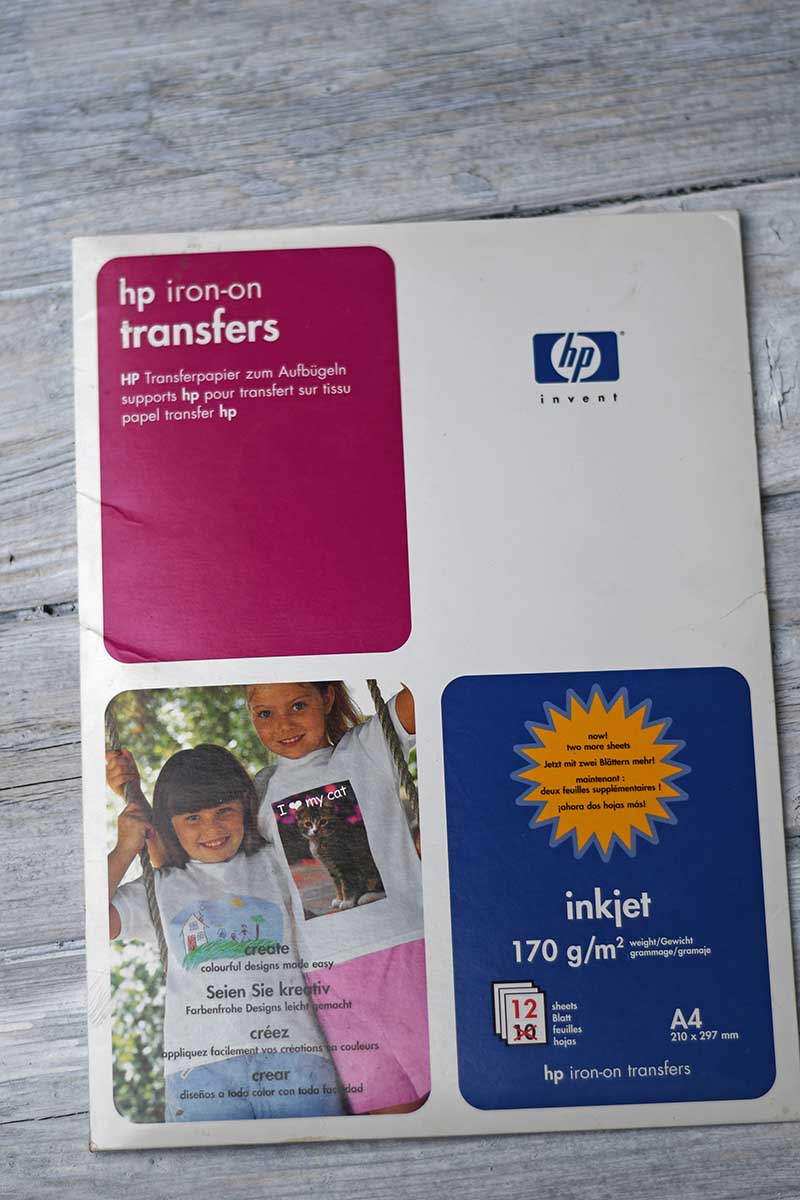 hp iron-on
transfers
HP Transferpapier zum Aufbügeln
supports hp pour transfert sur tissu
papel transfer hp
hp
invent
I ❤ my cat
create
colourful designs made easy
Seien Sie kreativ
Farbenfrohe Designs leicht gemacht
créez
appliquez facilement vos créations en couleurs
crear
diseños a todo color con toda facilidad
now!
two more sheets
Jetzt mit zwei Blättern mehr!
maintenant :
deux feuilles supplémentaires !
¡ahora dos hojas más!
inkjet
170 g/m² weight/Gewicht
grammage/gramaje
12
10
sheets
Blatt
feuilles
hojas
A4
210 x 297 mm
hp iron-on transfers